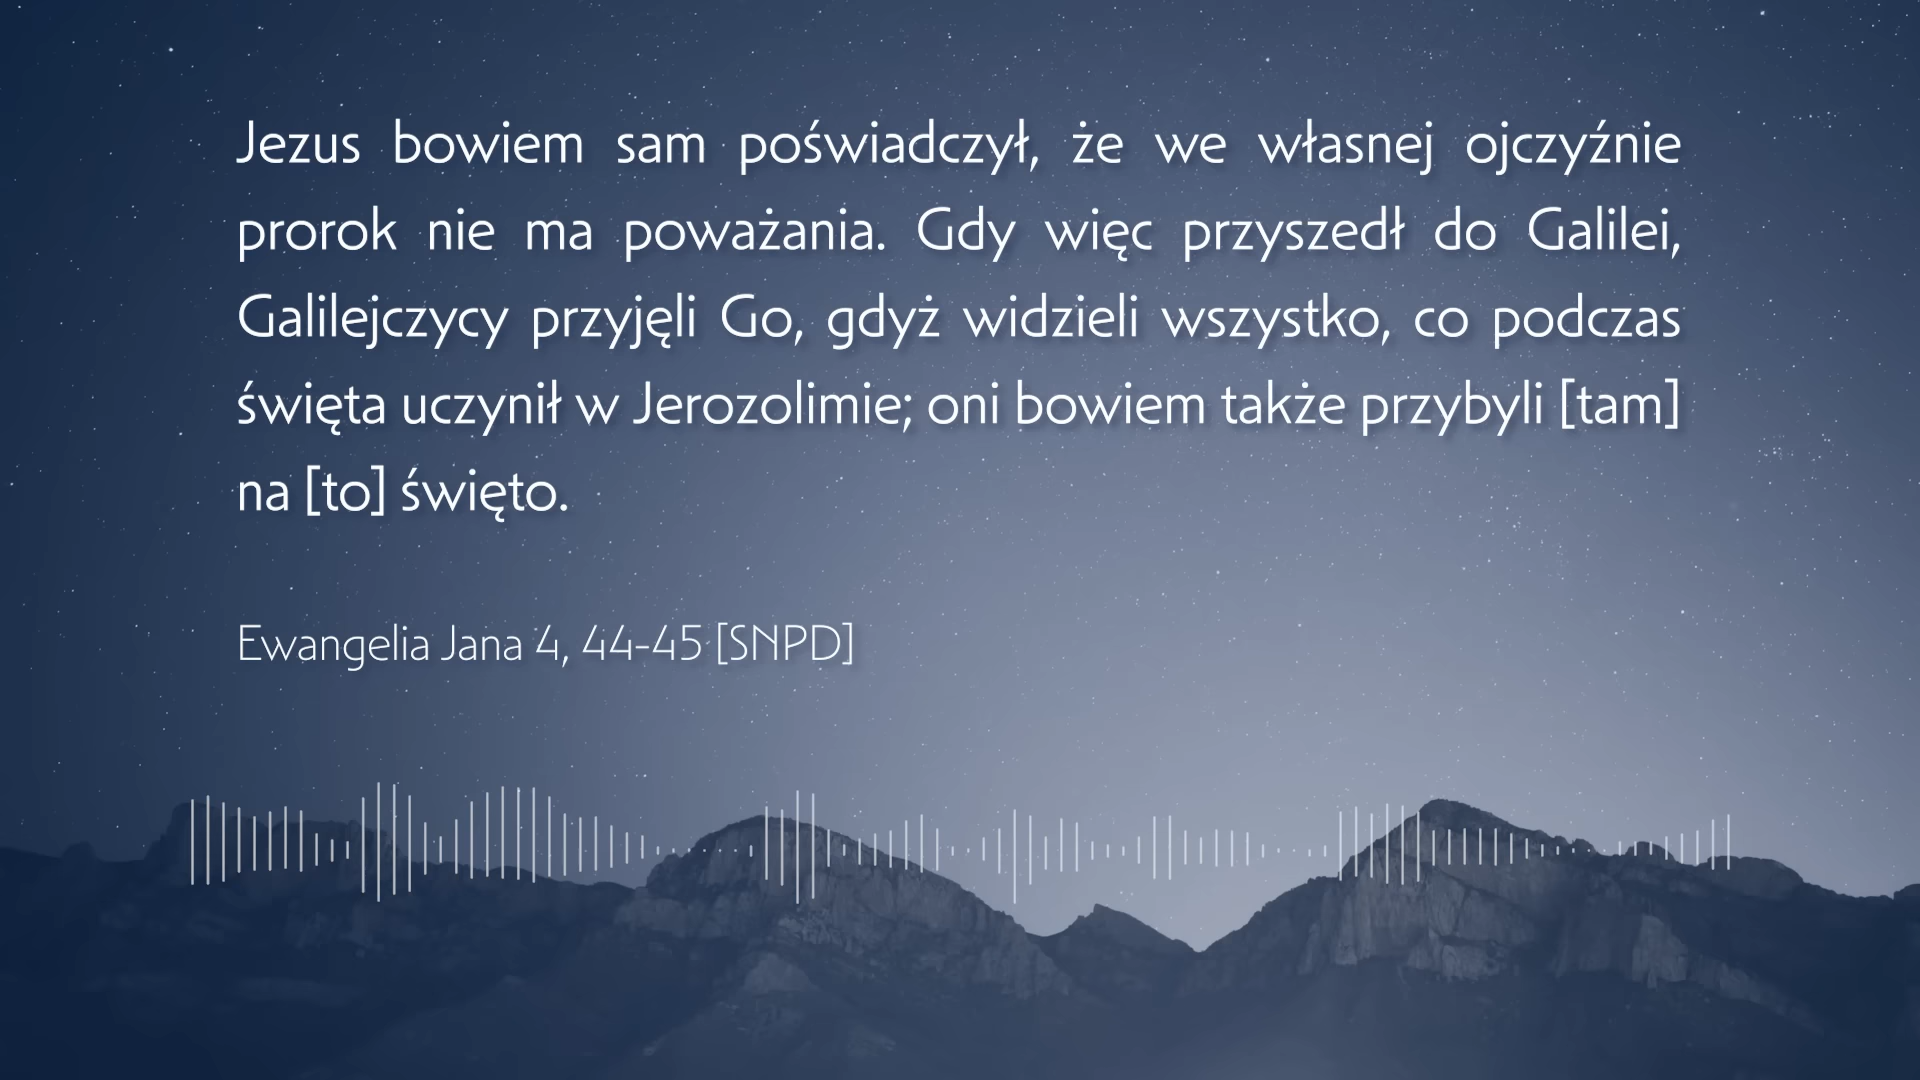 Jezus bowiem sam poświadczył, że we własnej ojczyźnie
prorok nie ma poważania. Gdy więc przyszedł do Galilei,
Galilejczycy przyjęli Go, gdyż widzieli wszystko, co podczas
święta uczynił w Jerozolimie; oni bowiem także przybyli [tam]
na [to] święto.
Ewangelia Jana 4, 44-45 [SNPD]